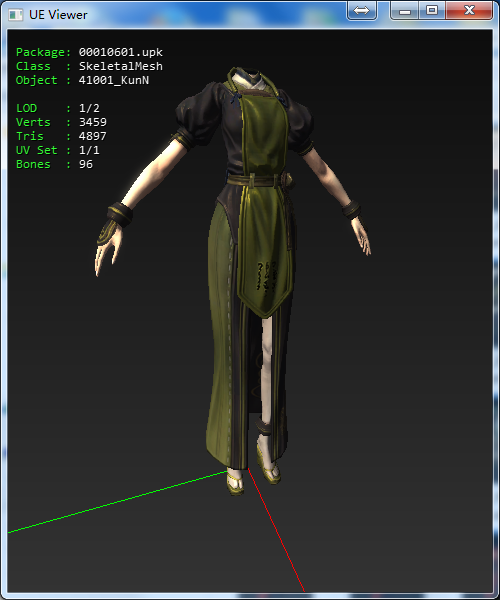 UE Viewer
Package: 00010601.upk
Class : SkeletalMesh
Object : 41001_KunN
LOD : 1/2
Verts : 3459
Tris : 4897
UV Set : 1/1
Bones : 96